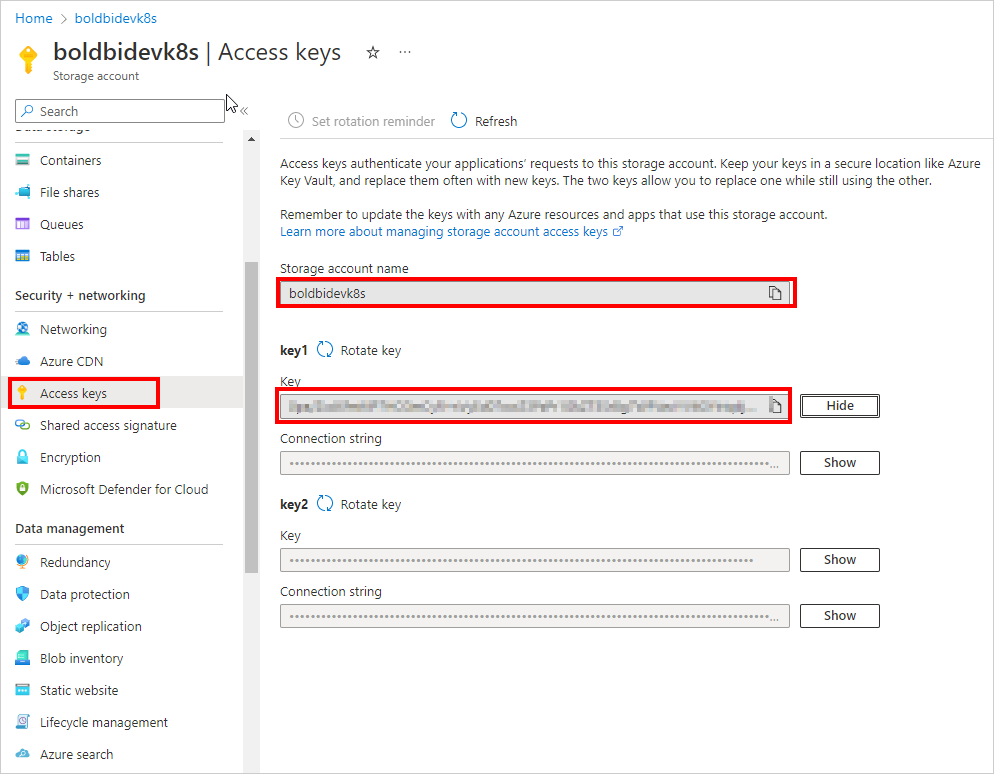 Home > boldbidevk8s
boldbidevk8s | Access keys
Storage account
Search
Containers
File shares
Queues
Tables
Security + networking
Networking
Azure CDN
Access keys
Shared access signature
Encryption
Microsoft Defender for Cloud
Data management
Redundancy
Data protection
Object replication
Blob inventory
Static website
Lifecycle management
Azure search
Set rotation reminder
Refresh
Access keys authenticate your applications' requests to this storage account. Keep your keys in a secure location like Azure
Key Vault, and replace them often with new keys. The two keys allow you to replace one while still using the other.
Remember to update the keys with any Azure resources and apps that use this storage account.
Learn more about managing storage account access keys
Storage account name
boldbidevk8s
key1 Rotate key
Key
Hide
Connection string
Show
key2 Rotate key
Key
Show
Connection string
Show